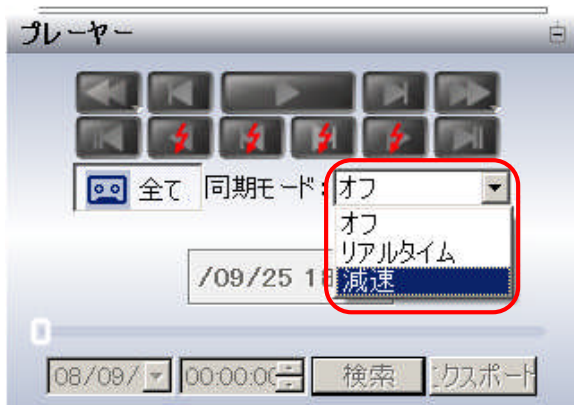 プレーヤー
全て 同期モード: オフ
オフ
リアルタイム
減速
/09/25 18
08/09/ 00:00:00 検索 クスポート